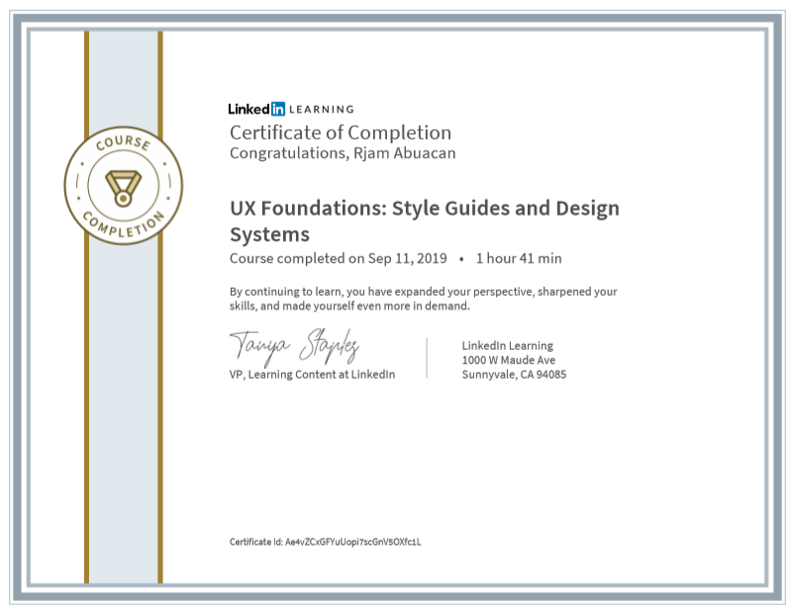 LinkedIn LEARNING
Certificate of Completion
Congratulations, Rjam Abuacan
COURSE
COMPLETION
UX Foundations: Style Guides and Design
Systems
Course completed on Sep 11, 2019 • 1 hour 41 min
By continuing to learn, you have expanded your perspective, sharpened your
skills, and made yourself even more in demand.
Tanya Staples
VP, Learning Content at LinkedIn
LinkedIn Learning
1000 W Maude Ave
Sunnyvale, CA 94085
Certificate Id: Ae4vZCxGFYuUopi7scGnV5OXfc1L